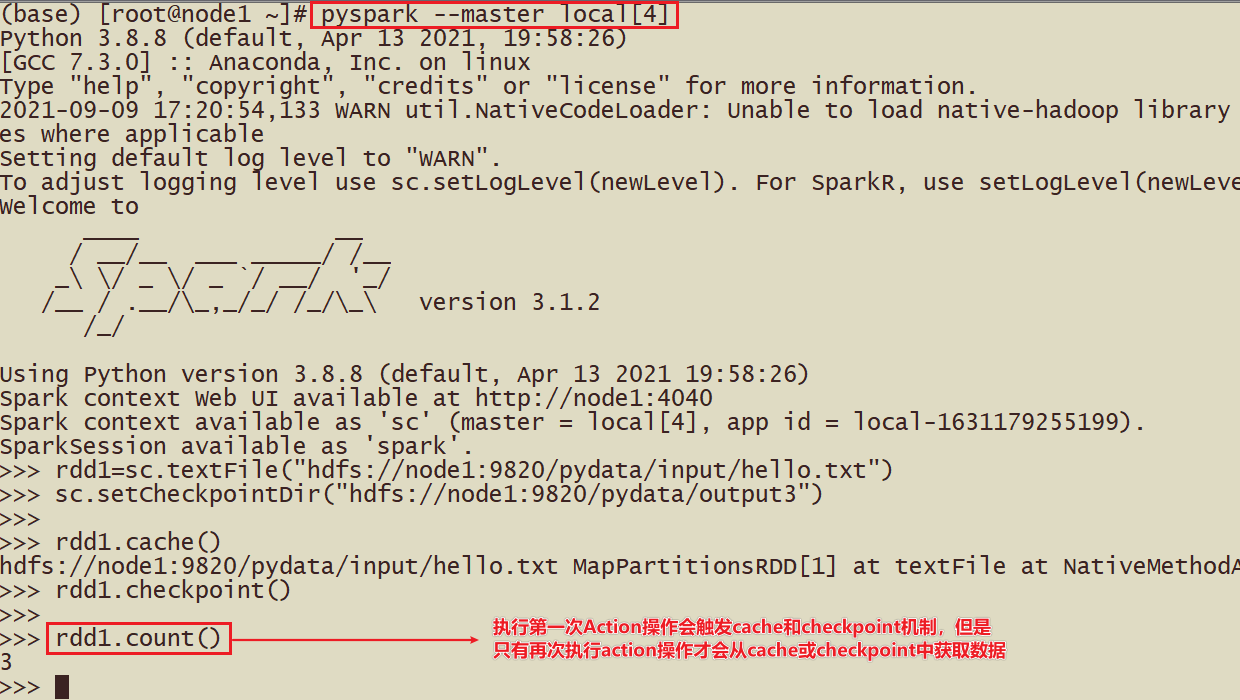 (base) [root@node1 ~]# pyspark --master local[4]
Python 3.8.8 (default, Apr 13 2021, 19:58:26)
[GCC 7.3.0] :: Anaconda, Inc. on linux
Type "help", "copyright", "credits" or "license" for more information.
2021-09-09 17:20:54,133 WARN util.NativeCodeLoader: Unable to load native-hadoop library
es where applicable
Setting default log level to "WARN".
To adjust logging level use sc.setLogLevel(newLevel). For SparkR, use setLogLevel(newLeve
Welcome to
      ____              __
     / __/__  ___ _____/ /__
    _\ \/ _ \/ _ `/ __/  '_/
   /__ / .__/\_,_/_/ /_/\_\   version 3.1.2
      /_/
Using Python version 3.8.8 (default, Apr 13 2021 19:58:26)
Spark context Web UI available at http://node1:4040
Spark context available as 'sc' (master = local[4], app id = local-1631179255199).
SparkSession available as 'spark'.
>>> rdd1=sc.textFile("hdfs://node1:9820/pydata/input/hello.txt")
>>> sc.setCheckpointDir("hdfs://node1:9820/pydata/output3")
>>>
>>> rdd1.cache()
hdfs://node1:9820/pydata/input/hello.txt MapPartitionsRDD[1] at textFile at NativeMethodA
>>> rdd1.checkpoint()
>>>
>>> rdd1.count()
执行第一次Action操作会触发cache和checkpoint机制，但是
只有再次执行action操作才会从cache或checkpoint中获取数据
3
>>>